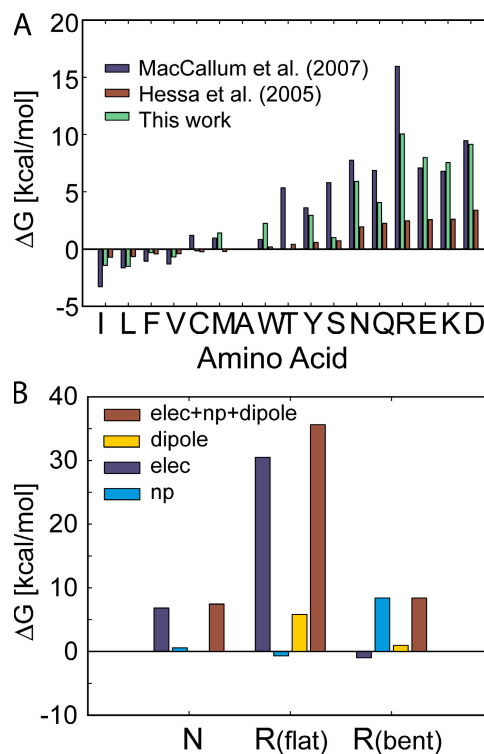 A
20
15
10
5
0
-5
ΔG [kcal/mol]
MacCallum et al. (2007)
Hessa et al. (2005)
This work
I L F V C M A W T Y S N Q R E K D
Amino Acid
B
40
30
20
10
0
-10
ΔG [kcal/mol]
elec+np+dipole
dipole
elec
np
N R(flat) R(bent)